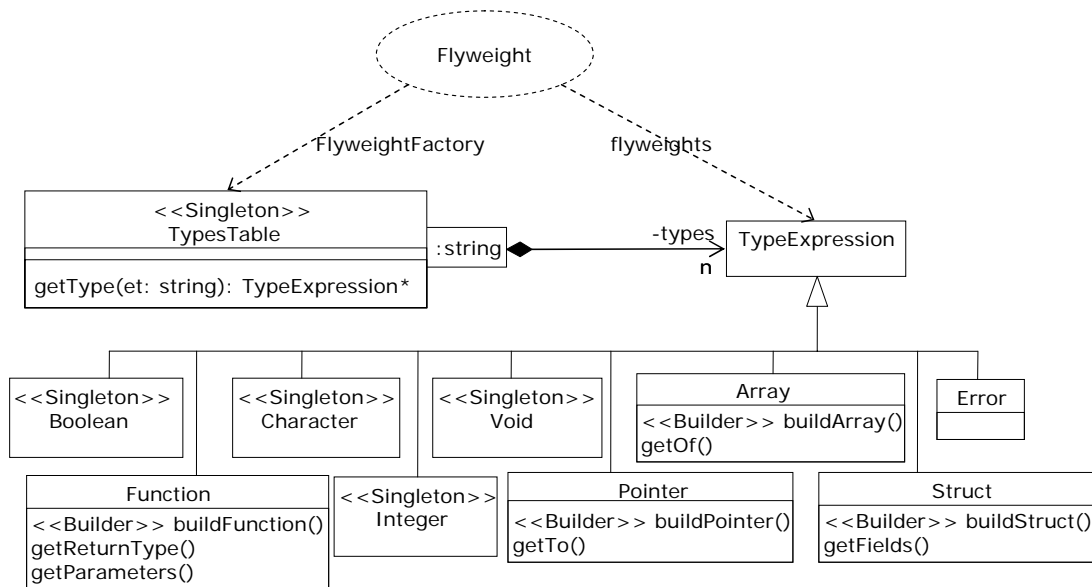 Flyweight
FlyweightFactory
flyweights
<<Singleton>>
TypesTable
getType(et: string): TypeExpression*
:string
-types
n
TypeExpression
<<Singleton>>
Boolean
<<Singleton>>
Character
<<Singleton>>
Void
Array
<<Builder>> buildArray()
getOf()
Error
Function
<<Builder>> buildFunction()
getReturnType()
getParameters()
<<Singleton>>
Integer
Pointer
<<Builder>> buildPointer()
getTo()
Struct
<<Builder>> buildStruct()
getFields()